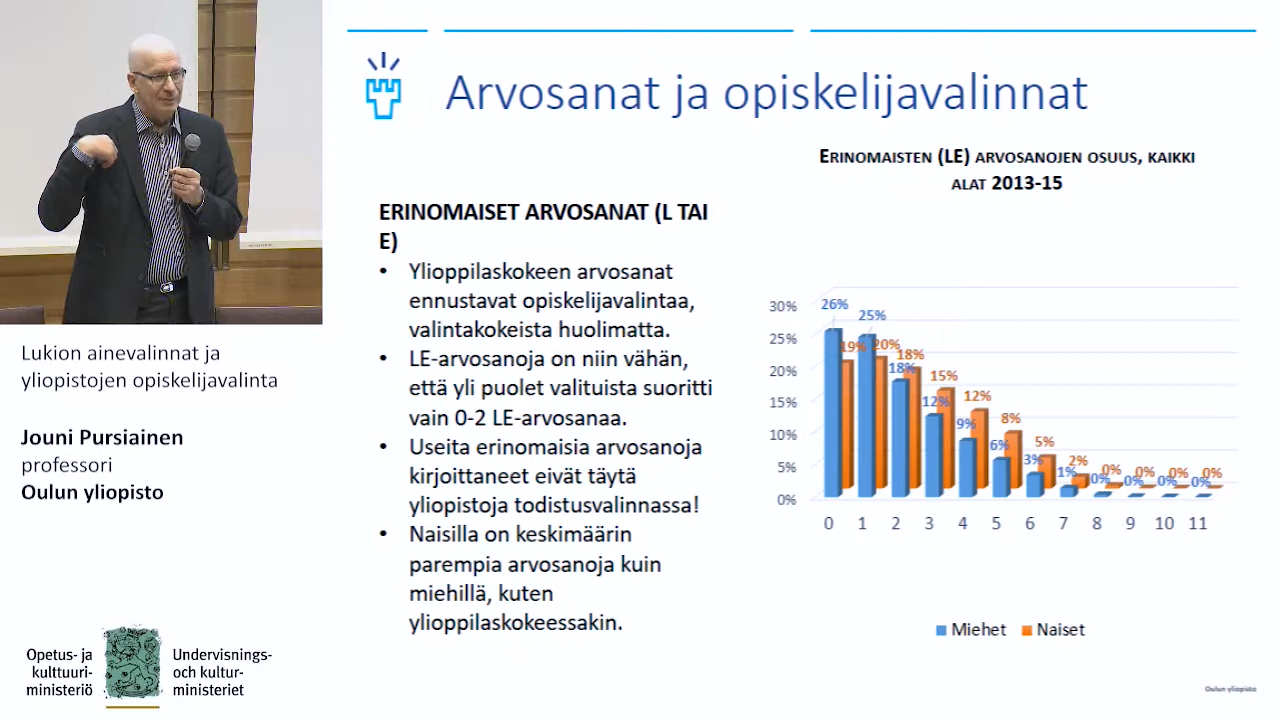 Arvosanat ja opiskelijavalinnat
ERINOMAISTEN (LE) ARVOSANOJEN OSUUS, KAIKKI
ALAT 2013-15
ERINOMAISET ARVOSANAT (L TAI
E)
• Ylioppilaskokeen arvosanat
ennustavat opiskelijavalintaa,
valintakokeista huolimatta.
• LE-arvosanoja on niin vähän,
että yli puolet valituista suoritti
vain 0-2 LE-arvosanaa.
• Useita erinomaisia arvosanoja
kirjoittaneet eivät täytä
yliopistoja todistusvalinnassa!
• Naisilla on keskimäärin
parempia arvosanoja kuin
miehillä, kuten
ylioppilaskokeessakin.
30%
25%
20%
15%
10%
5%
0%
26% 25% 18% 12% 9% 6% 3% 1% 0% 0% 0% 0%
19% 20% 18% 15% 12% 8% 5% 2% 0% 0% 0% 0%
0 1 2 3 4 5 6 7 8 9 10 11
Miehet Naiset
Lukion ainevalinnat ja
yliopistojen opiskelijavalinta
Jouni Pursiainen
professori
Oulun yliopisto
Opetus- ja
kulttuuri-
ministeriö
Undervisnings-
och kultur-
ministeriet
Oulun yliopisto